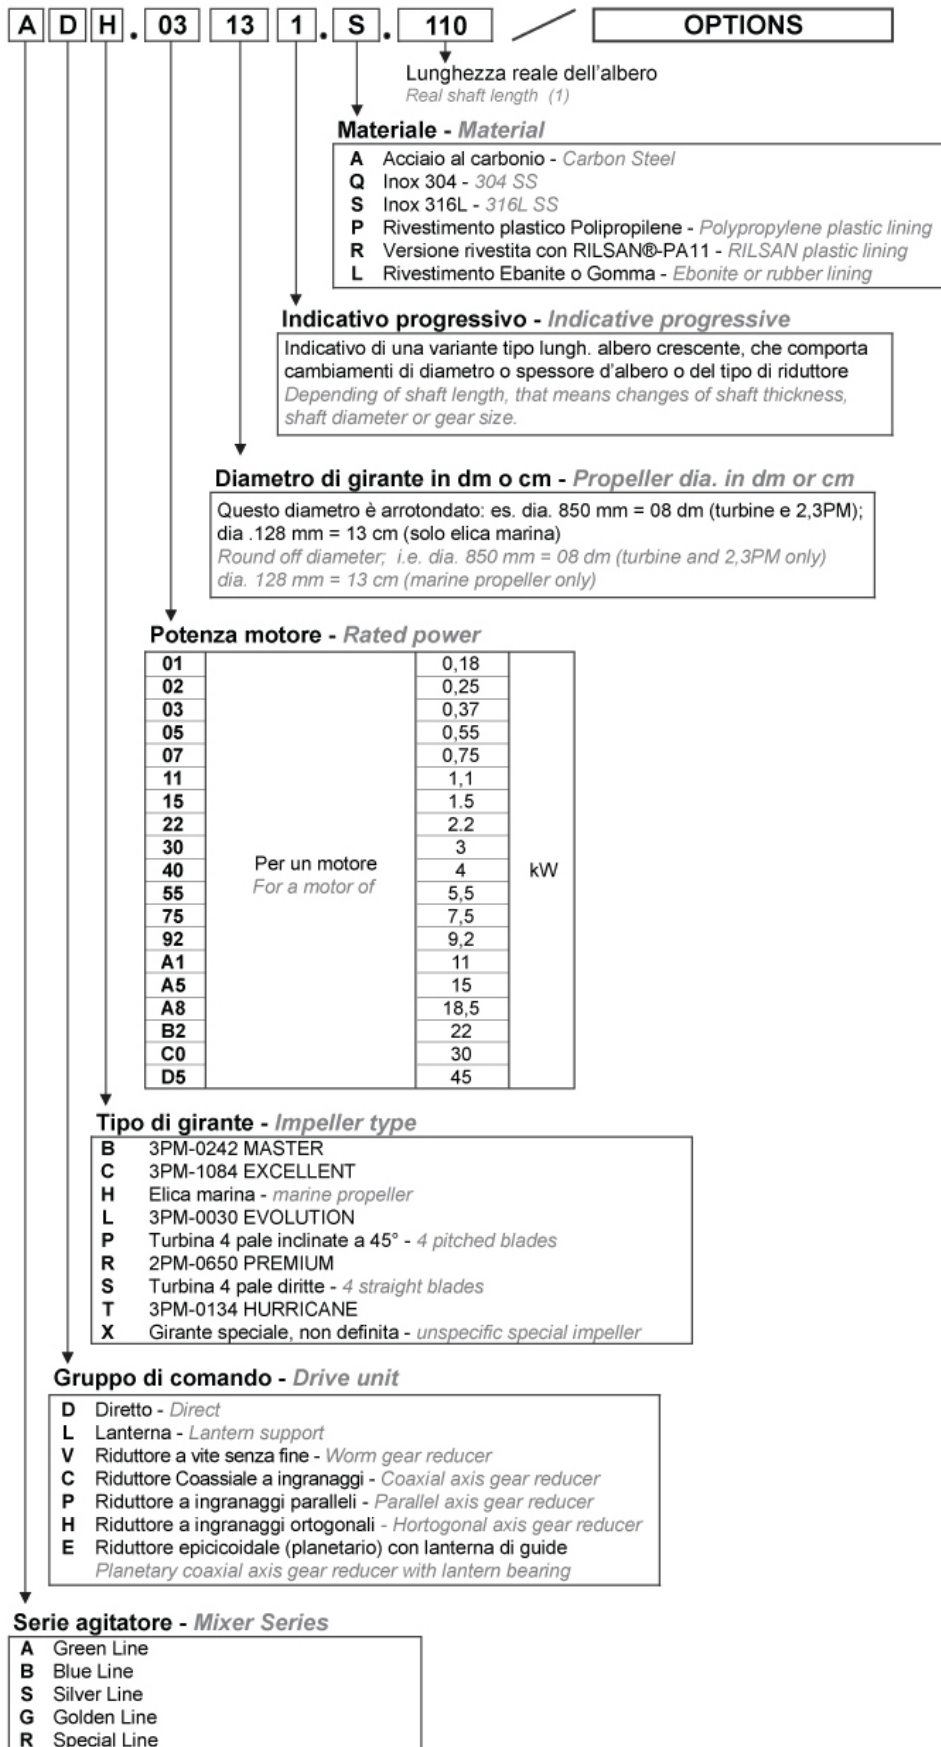 A D H . 03 13 1 . S . 110 / OPTIONS
Lunghezza reale dell'albero
Real shaft length (1)
Materiale - Material
A Acciaio al carbonio - Carbon Steel
Q Inox 304 - 304 SS
S Inox 316L - 316L SS
P Rivestimento plastico Polipropilene - Polypropylene plastic lining
R Versione rivestita con RILSAN®-PA11 - RILSAN plastic lining
L Rivestimento Ebanite o Gomma - Ebonite or rubber lining
Indicativo progressivo - Indicative progressive
Indicativo di una variante tipo lungh. albero crescente, che comporta
cambiamenti di diametro o spessore d'albero o del tipo di riduttore
Depending of shaft length, that means changes of shaft thickness,
shaft diameter or gear size.
Diametro di girante in dm o cm - Propeller dia. in dm or cm
Questo diametro è arrotondato: es. dia. 850 mm = 08 dm (turbine e 2,3PM);
dia .128 mm = 13 cm (solo elica marina)
Round off diameter; i.e. dia. 850 mm = 08 dm (turbine and 2,3PM only)
dia. 128 mm = 13 cm (marine propeller only)
Potenza motore - Rated power
01 0,18
02 0,25
03 0,37
05 0,55
07 0,75
11 1,1
15 1.5
22 2.2
30 3
40 Per un motore 4 kW
55 For a motor of 5,5
75 7,5
92 9,2
A1 11
A5 15
A8 18,5
B2 22
C0 30
D5 45
Tipo di girante - Impeller type
B 3PM-0242 MASTER
C 3PM-1084 EXCELLENT
H Elica marina - marine propeller
L 3PM-0030 EVOLUTION
P Turbina 4 pale inclinate a 45° - 4 pitched blades
R 2PM-0650 PREMIUM
S Turbina 4 pale diritte - 4 straight blades
T 3PM-0134 HURRICANE
X Girante speciale, non definita - unspecific special impeller
Gruppo di comando - Drive unit
D Diretto - Direct
L Lanterna - Lantern support
V Riduttore a vite senza fine - Worm gear reducer
C Riduttore Coassiale a ingranaggi - Coaxial axis gear reducer
P Riduttore a ingranaggi paralleli - Parallel axis gear reducer
H Riduttore a ingranaggi ortogonali - Hortogonal axis gear reducer
E Riduttore epicicoidale (planetario) con lanterna di guide
Planetary coaxial axis gear reducer with lantern bearing
Serie agitatore - Mixer Series
A Green Line
B Blue Line
S Silver Line
G Golden Line
R Special Line